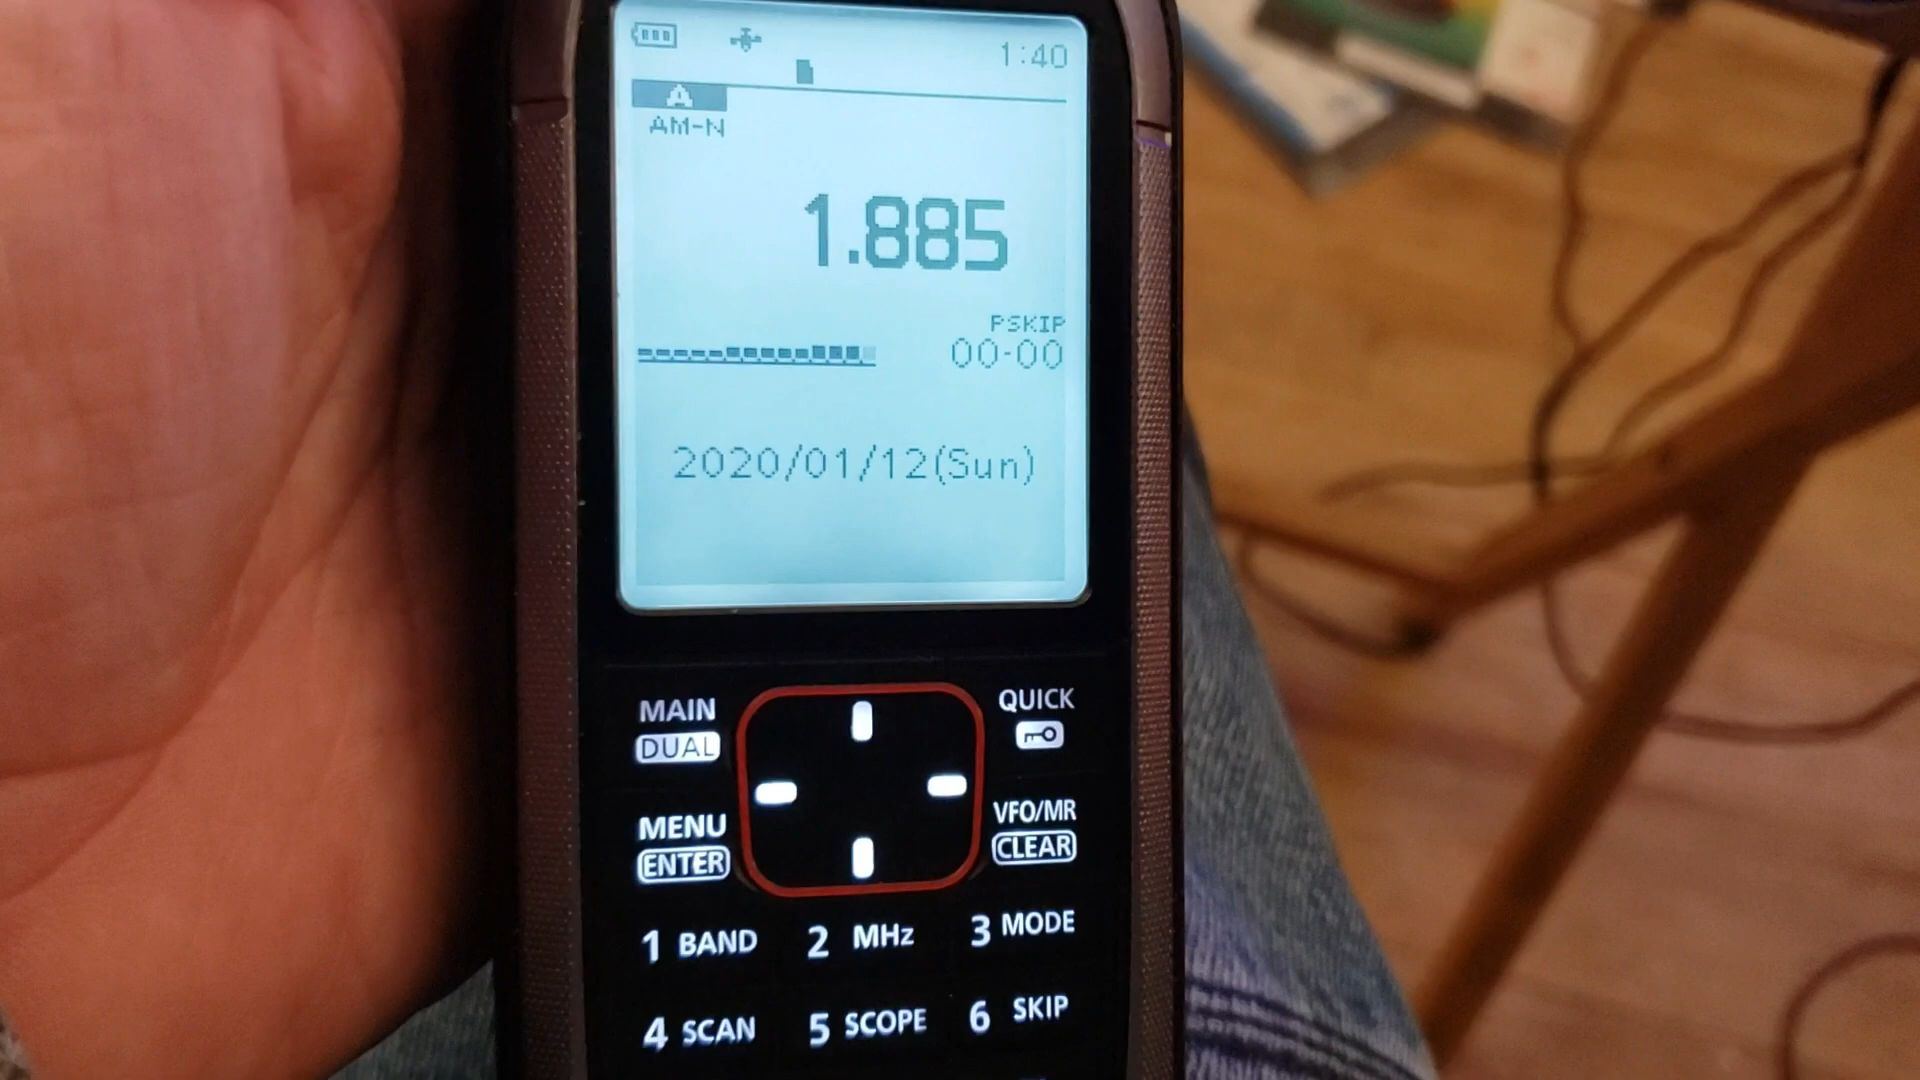 1:40
A
AM-N
1.885
PSKIP
00-00
2020/01/12(Sun)
MAIN
DUAL
QUICK
MENU
ENTER
VFO/MR
CLEAR
1 BAND 2 MHz 3 MODE
4 SCAN 5 SCOPE 6 SKIP